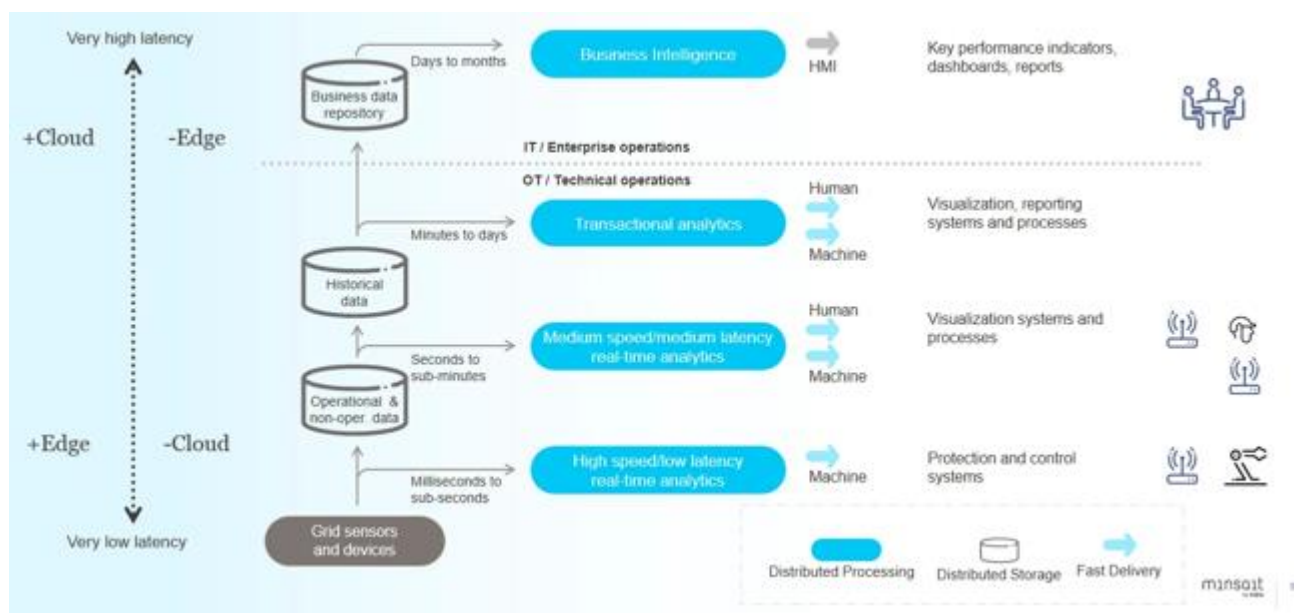 Very high latency
+Cloud
-Edge
+Edge
-Cloud
Very low latency
Business data
repository
Days to months
Business Intelligence
HMI
Key performance indicators,
dashboards, reports
IT / Enterprise operations
OT / Technical operations
Minutes to days
Transactional analytics
Human
Machine
Visualization, reporting
systems and processes
Historical
data
Seconds to
sub-minutes
Medium speed/medium latency
real-time analytics
Human
Machine
Visualization systems and
processes
Operational &
non-oper data
Milliseconds to
sub-seconds
High speed/low latency
real-time analytics
Machine
Protection and control
systems
Grid sensors
and devices
Distributed Processing
Distributed Storage
Fast Delivery
minsait